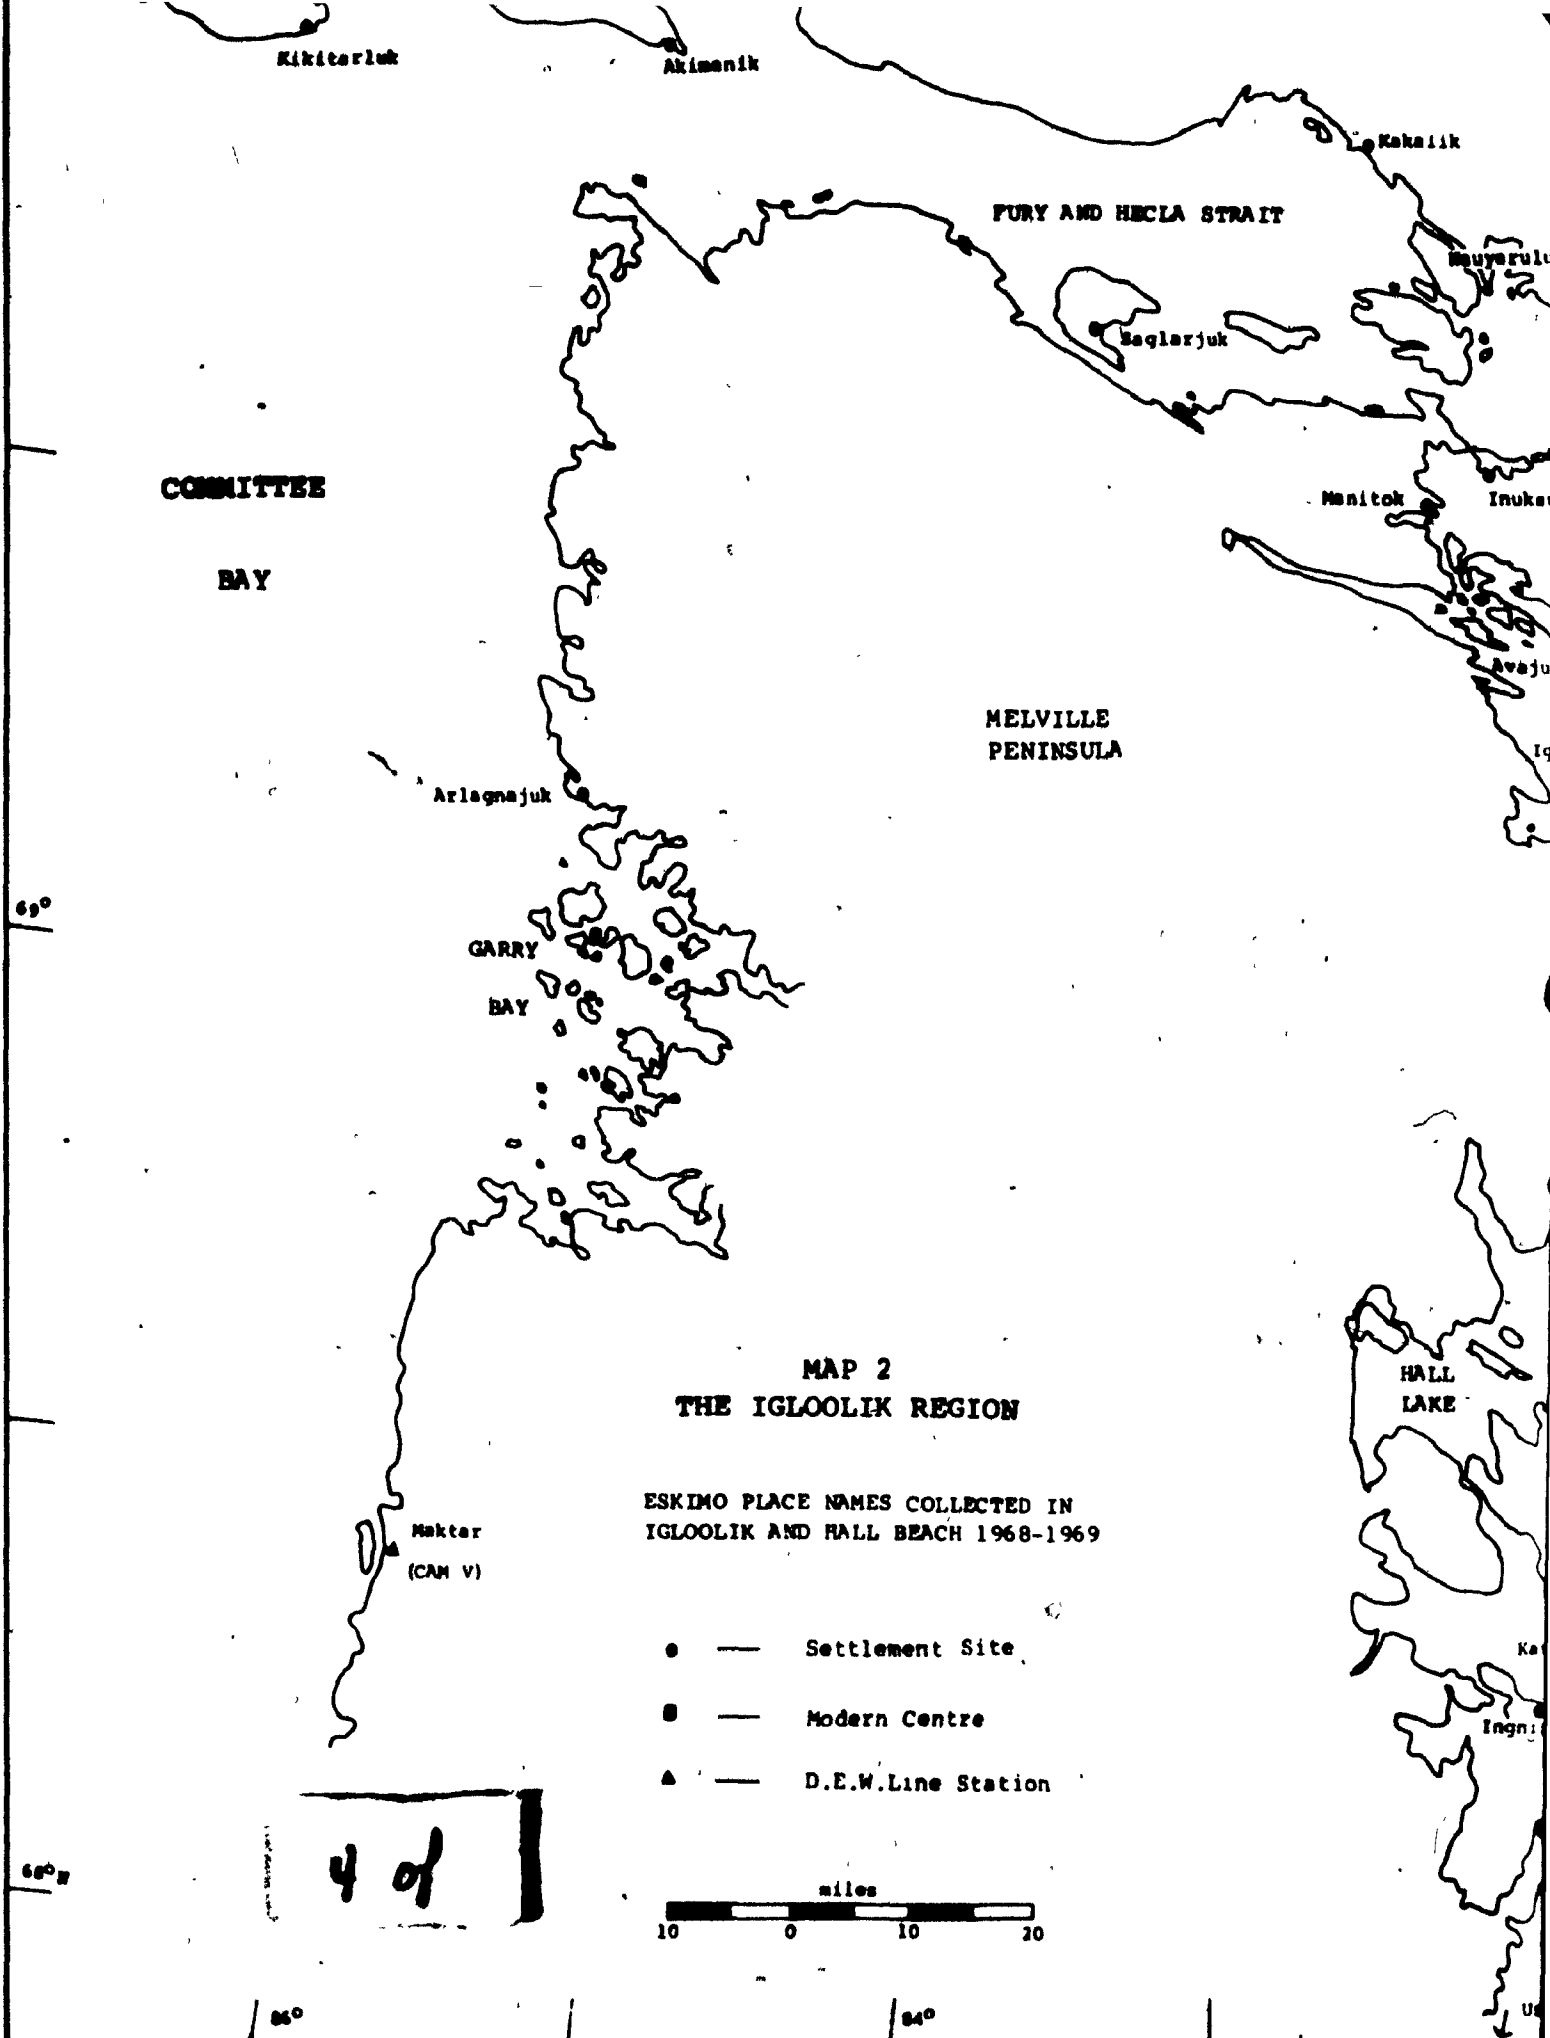 Kikitarluk
Akimanik
Kakalik
FURY AND HECLA STRAIT
Saglarjuk
COMMITTEE
BAY
Manitok
MELVILLE
PENINSULA
Arlagnajuk
69°
GARRY
BAY
MAP 2
THE IGLOOLIK REGION
HALL
LAKE
ESKIMO PLACE NAMES COLLECTED IN
IGLOOLIK AND HALL BEACH 1968-1969
Maktar
(CAM V)
Settlement Site
Modern Centre
D.E.W.Line Station
4 of
68°N
miles
10 0 10 20
86° 84°